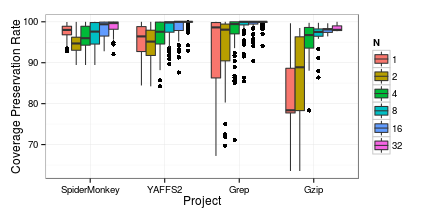 Coverage Preservation Rate
100
90
80
70
SpiderMonkey YAFFS2 Grep Gzip
Project
N
1
2
4
8
16
32